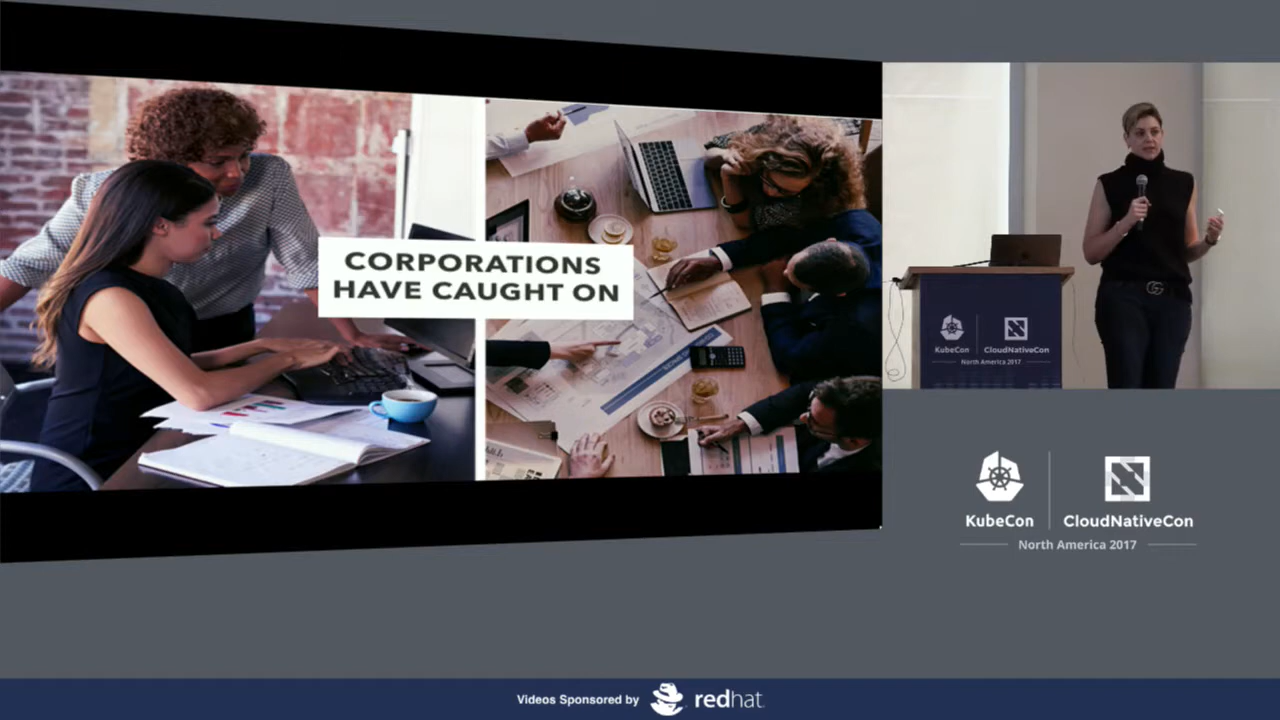 CORPORATIONS
HAVE CAUGHT ON
KubeCon
CloudNativeCon
North America 2017
KubeCon
CloudNativeCon
North America 2017
Videos Sponsored by
redhat.